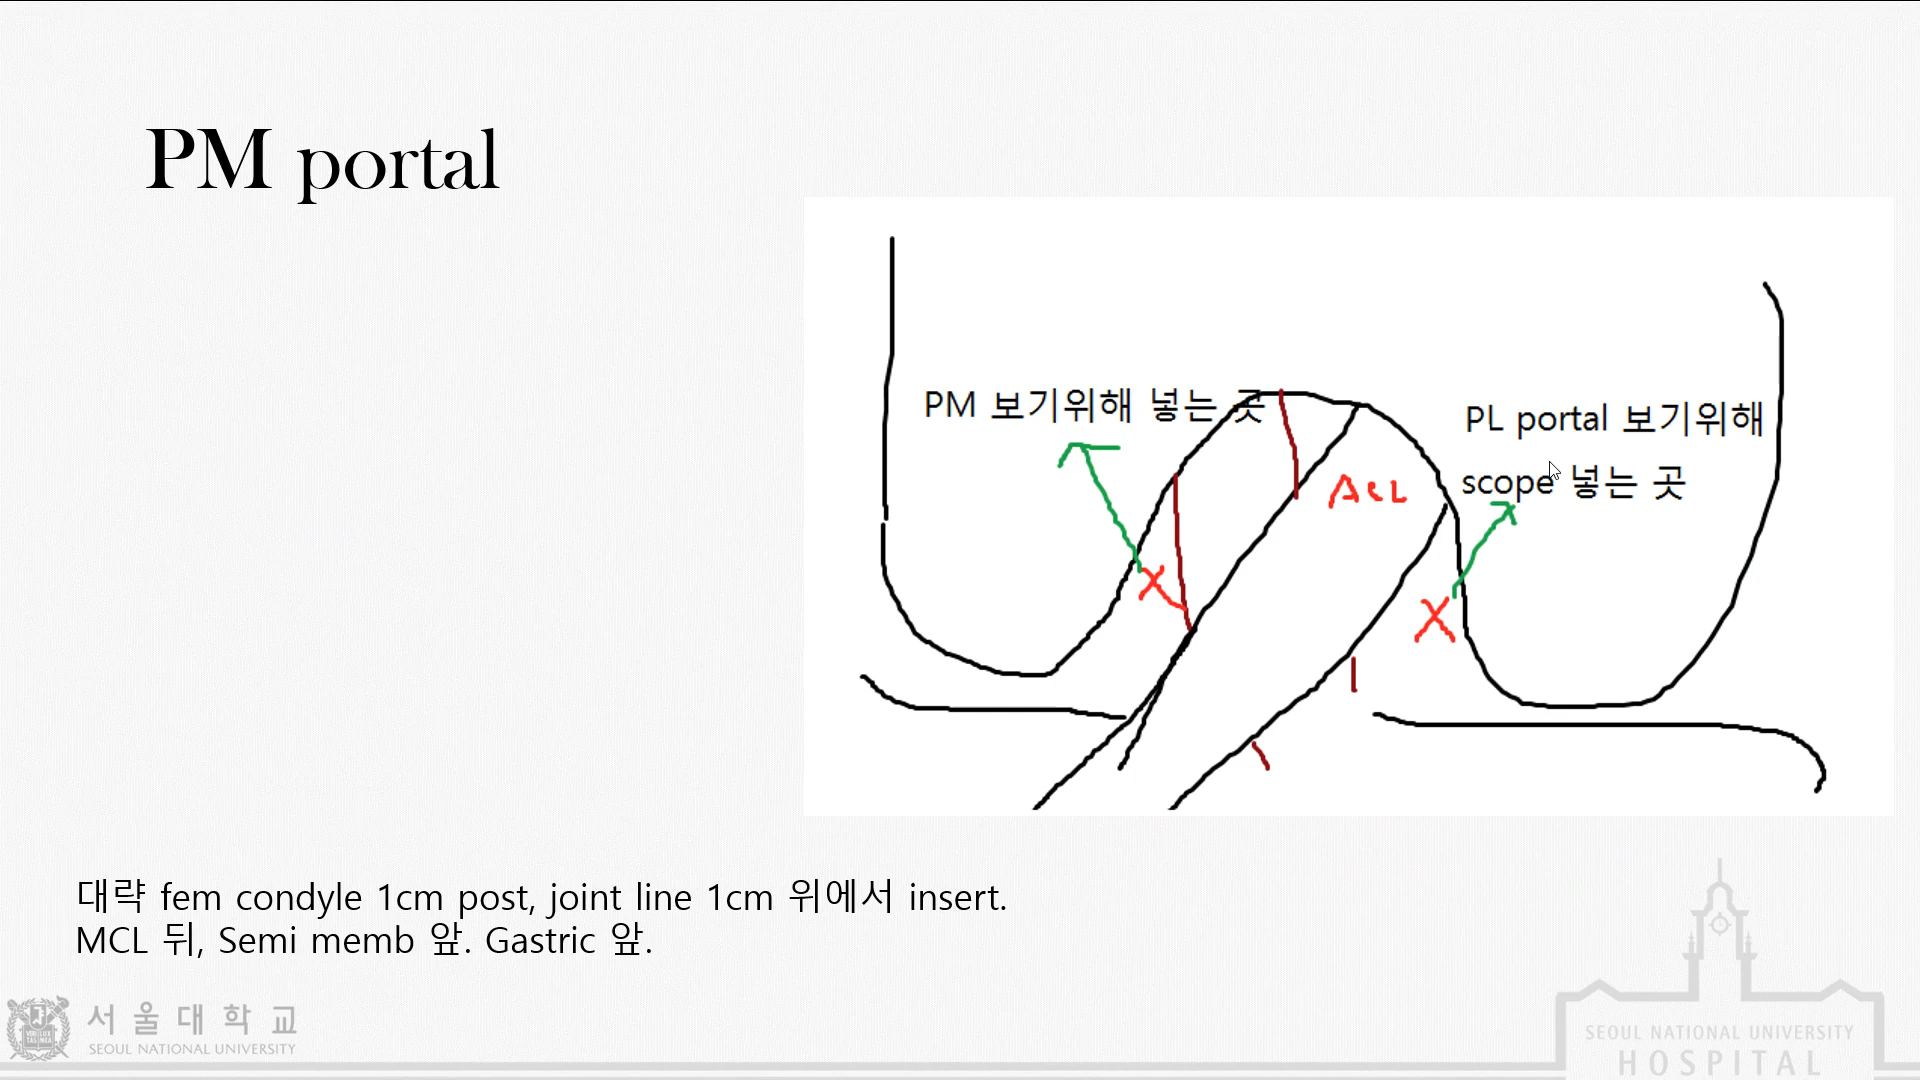 PM portal
PM 보기위해 넣는 곳
PL portal 보기위해
scope 넣는 곳
ACL
X
X
대략 fem condyle 1cm post, joint line 1cm 위에서 insert.
MCL 뒤, Semi memb 앞. Gastric 앞.
서울대학교
SEOUL NATIONAL UNIVERSITY
SEOUL NATIONAL UNIVERSITY
HOSPITAL